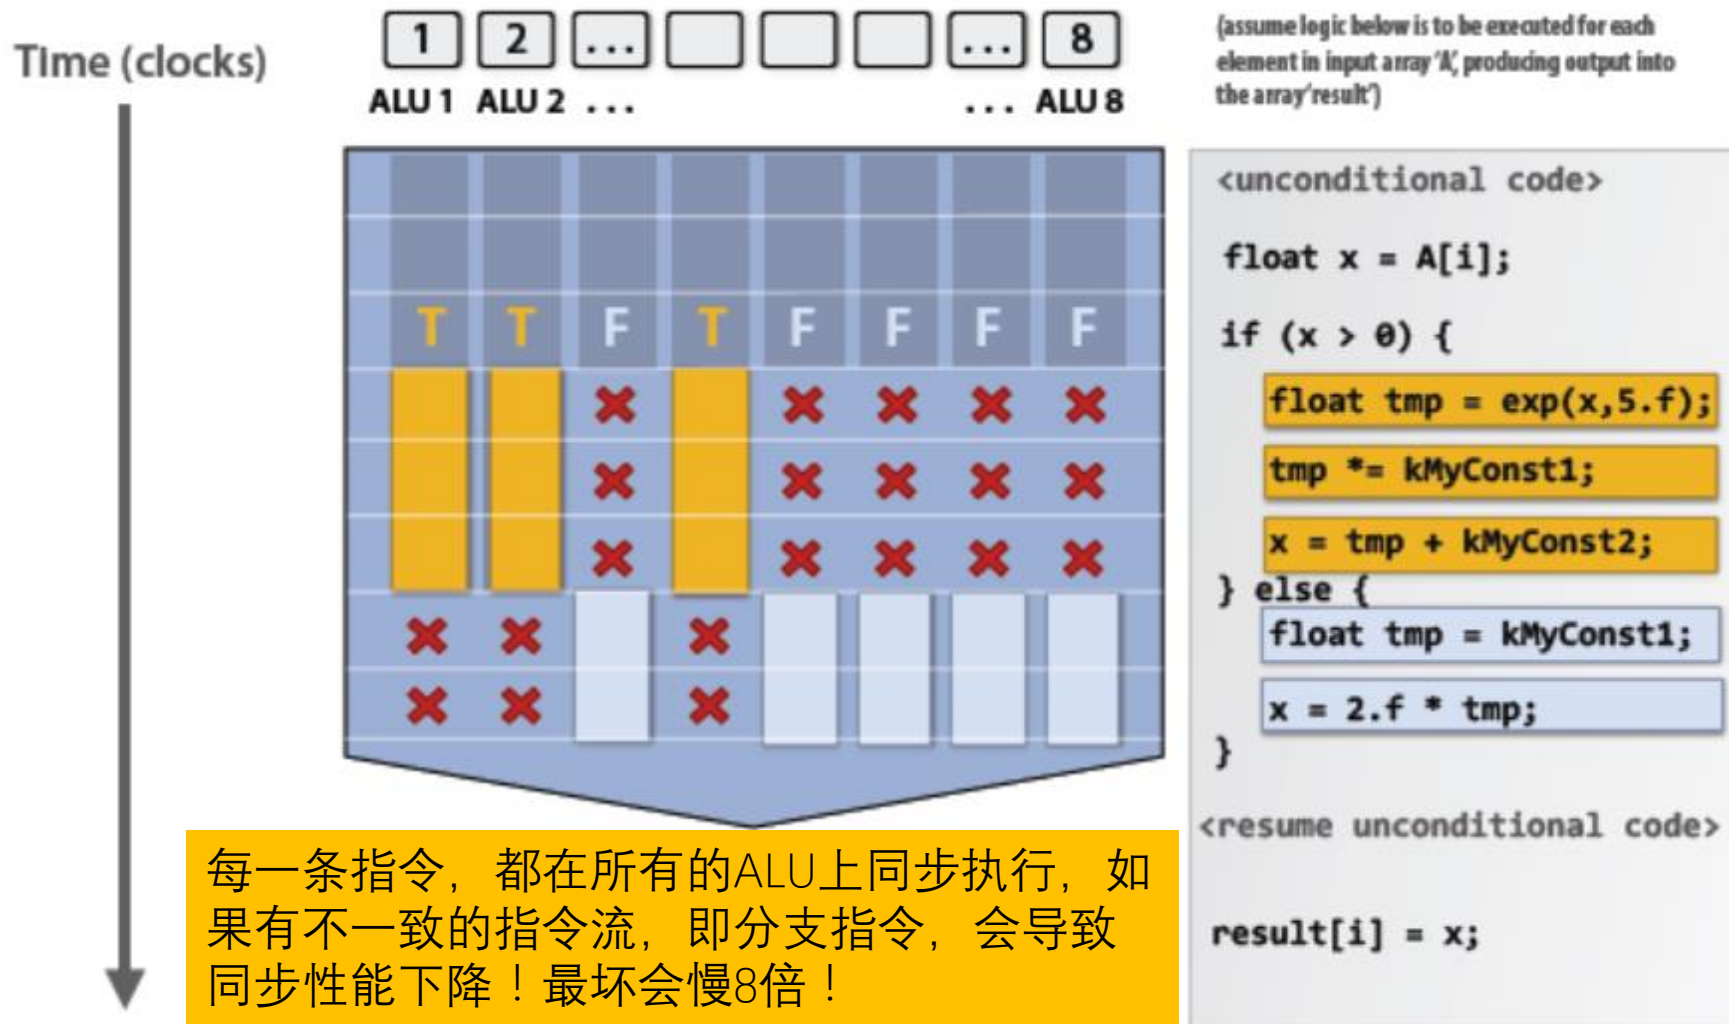 Time (clocks)
1 2 ... ... 8
ALU 1 ALU 2 ... ... ALU 8
(assume logic below is to be executed for each
element in input array ‘A’, producing output into
the array ‘result’)
T T F T F F F F
<unconditional code>
float x = A[i];
if (x > 0) {
float tmp = exp(x,5.f);
tmp *= kMyConst1;
x = tmp + kMyConst2;
} else {
float tmp = kMyConst1;
x = 2.f * tmp;
}
<resume unconditional code>
result[i] = x;
每一条指令，都在所有的ALU上同步执行，如
果有不一致的指令流，即分支指令，会导致
同步性能下降！最坏会慢8倍！